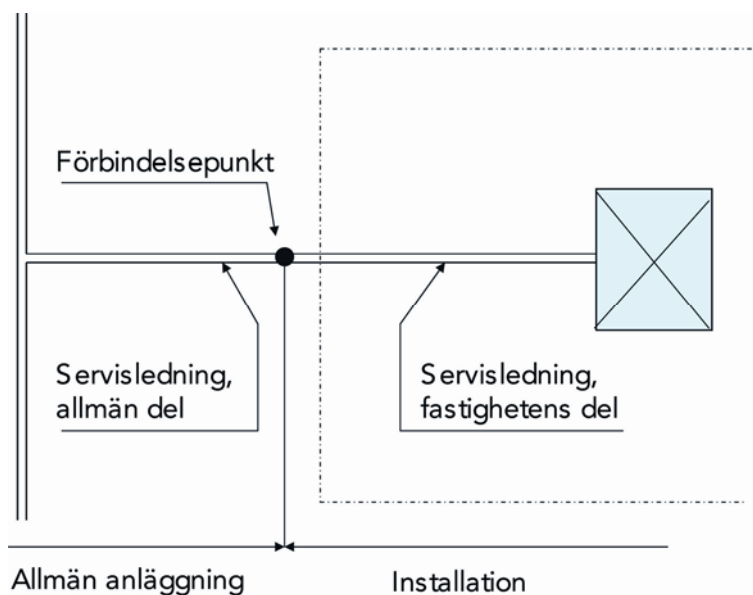 Förbindelsepunkt
Servisledning,
allmän del
Servisledning,
fastighetens del
Allmän anläggning
Installation